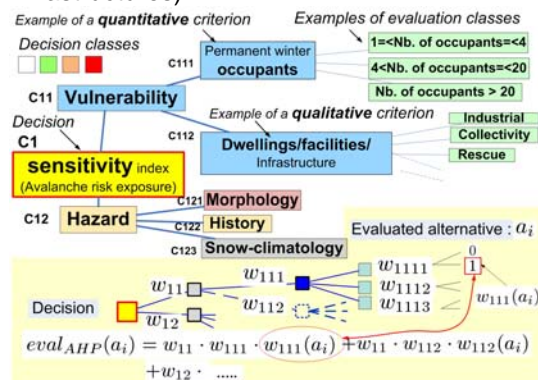 Example of a quantitative criterion
Examples of evaluation classes
Decision classes
C111
Permanent winter
occupants
1=<Nb. of occupants=<4
4<Nb. of occupants=<20
Nb. of occupants > 20
C11
Vulnerability
Decision
Example of a qualitative criterion
C1
C112
Dwellings/facilities/
Infrastructure
Industrial
Collectivity
Rescue
sensitivity index
(Avalanche risk exposure)
C121
Morphology
C12
Hazard
C122
History
C123
Snow-climatology
Evaluated alternative : a_i
w_11
w_111
w_1111
0
1
Decision
w_112
w_1112
w_111(a_i)
w_12
w_1113
eval_AHP(a_i) = w_11 · w_111 · w_111(a_i) + w_11 · w_112 · w_112(a_i)
+w_12 · .....